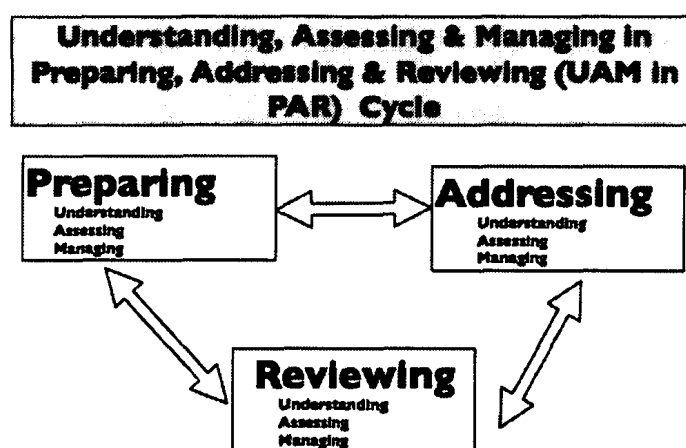 Understanding, Assessing & Managing in
Preparing, Addressing & Reviewing (UAM in
PAR) Cycle
Preparing
Understanding
Assessing
Managing
Addressing
Understanding
Assessing
Managing
Reviewing
Understanding
Assessing
Managing